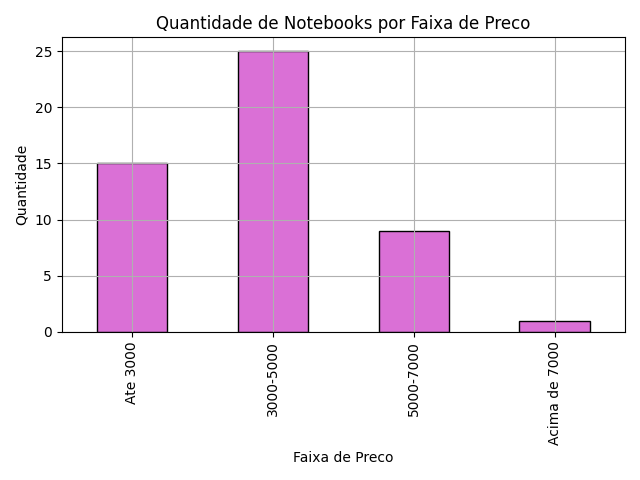 Quantidade de Notebooks por Faixa de Preco
Quantidade
25
20
15
10
5
0
Ate 3000
3000-5000
5000-7000
Acima de 7000
Faixa de Preco